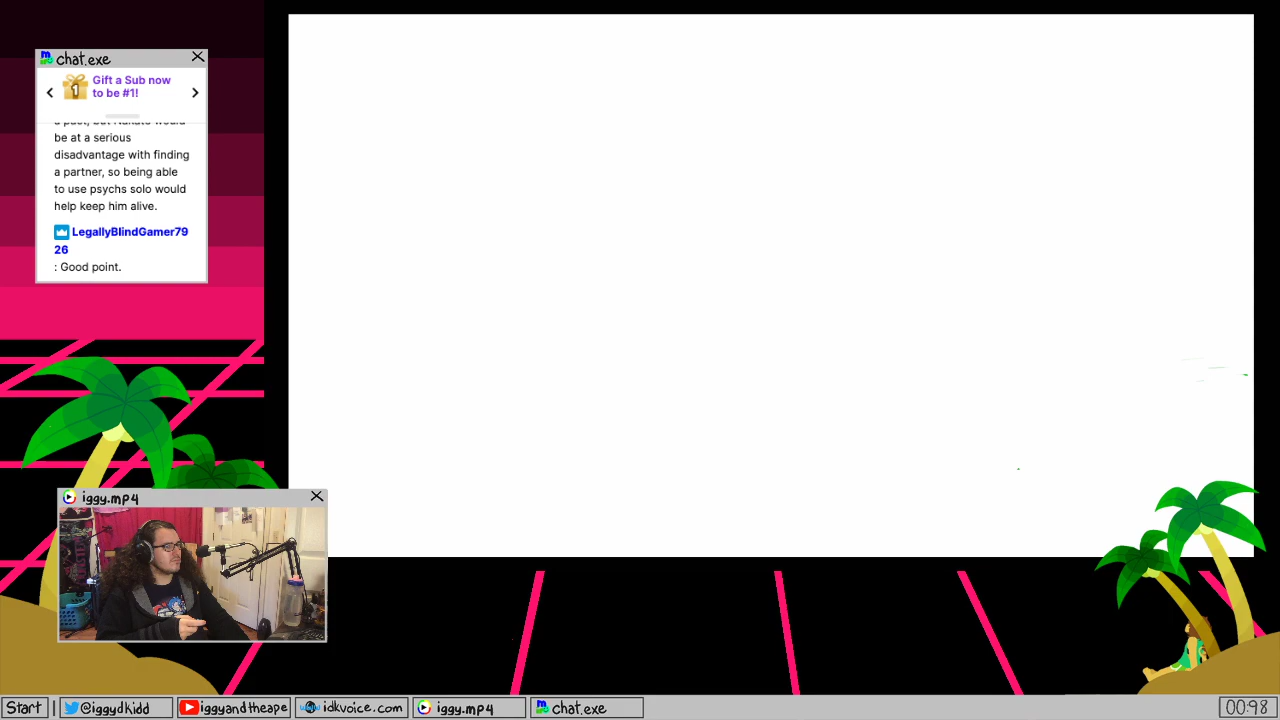 chat.exe
Gift a Sub now
to be #1!
1
be at a serious
disadvantage with finding
a partner, so being able
to use psychs solo would
help keep him alive.
LegallyBlindGamer79
26
: Good point.
iggy.mp4
Start | @iggydkidd iggyandtheape idkvoice.com iggy.mp4 chat.exe 00:98